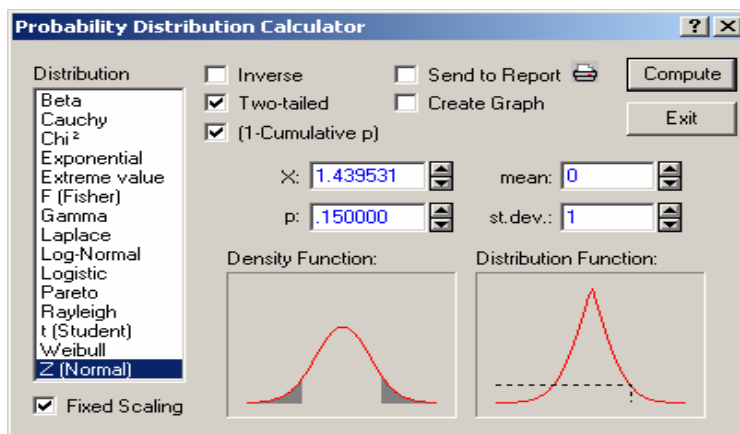 Probability Distribution Calculator
Distribution
Beta
Cauchy
Chi ²
Exponential
Extreme value
F (Fisher)
Gamma
Laplace
Log-Normal
Logistic
Pareto
Rayleigh
t (Student)
Weibull
Z (Normal)
Fixed Scaling
Inverse
Two-tailed
(1-Cumulative p)
Send to Report
Create Graph
Compute
Exit
X: 1.439531
mean: 0
p: .150000
st.dev.: 1
Density Function:
Distribution Function: